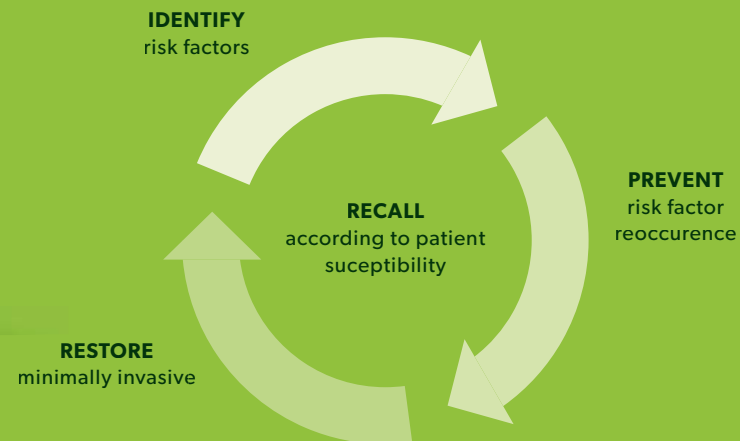 IDENTIFY
risk factors
PREVENT
risk factor
reoccurence
RECALL
according to patient
suceptibility
RESTORE
minimally invasive